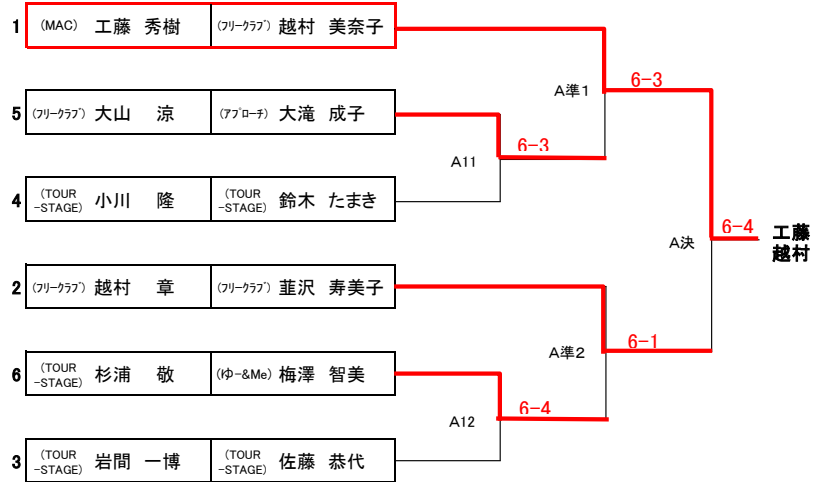 1 (MAC) 工藤 秀樹 (フリークラブ) 越村 美奈子
6-3
A準1
5 (フリークラブ) 大山 涼 (アプローチ) 大滝 成子
6-3
A11
4 (TOUR -STAGE) 小川 隆 (TOUR -STAGE) 鈴木 たまき
6-4 工藤
越村
A決
2 (フリークラブ) 越村 章 (フリークラブ) 韮沢 寿美子
6-1
A準2
6 (TOUR -STAGE) 杉浦 敬 (ゆー&Me) 梅澤 智美
6-4
A12
3 (TOUR -STAGE) 岩間 一博 (TOUR -STAGE) 佐藤 恭代